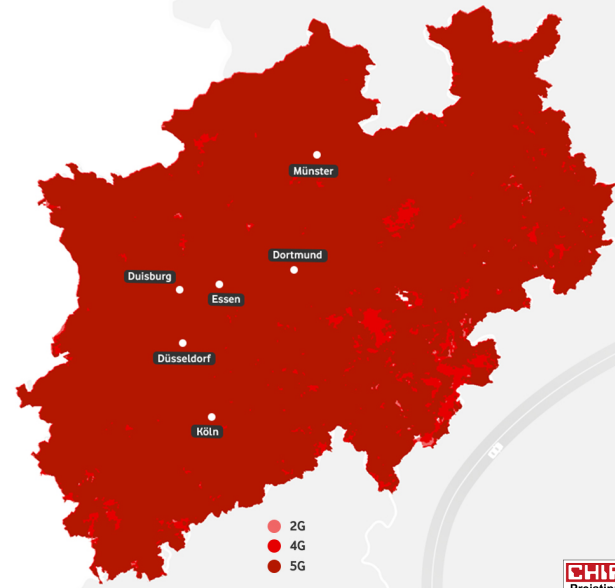 Münster
Dortmund
Duisburg
Essen
Düsseldorf
Köln
2G
4G
5G
CHIP